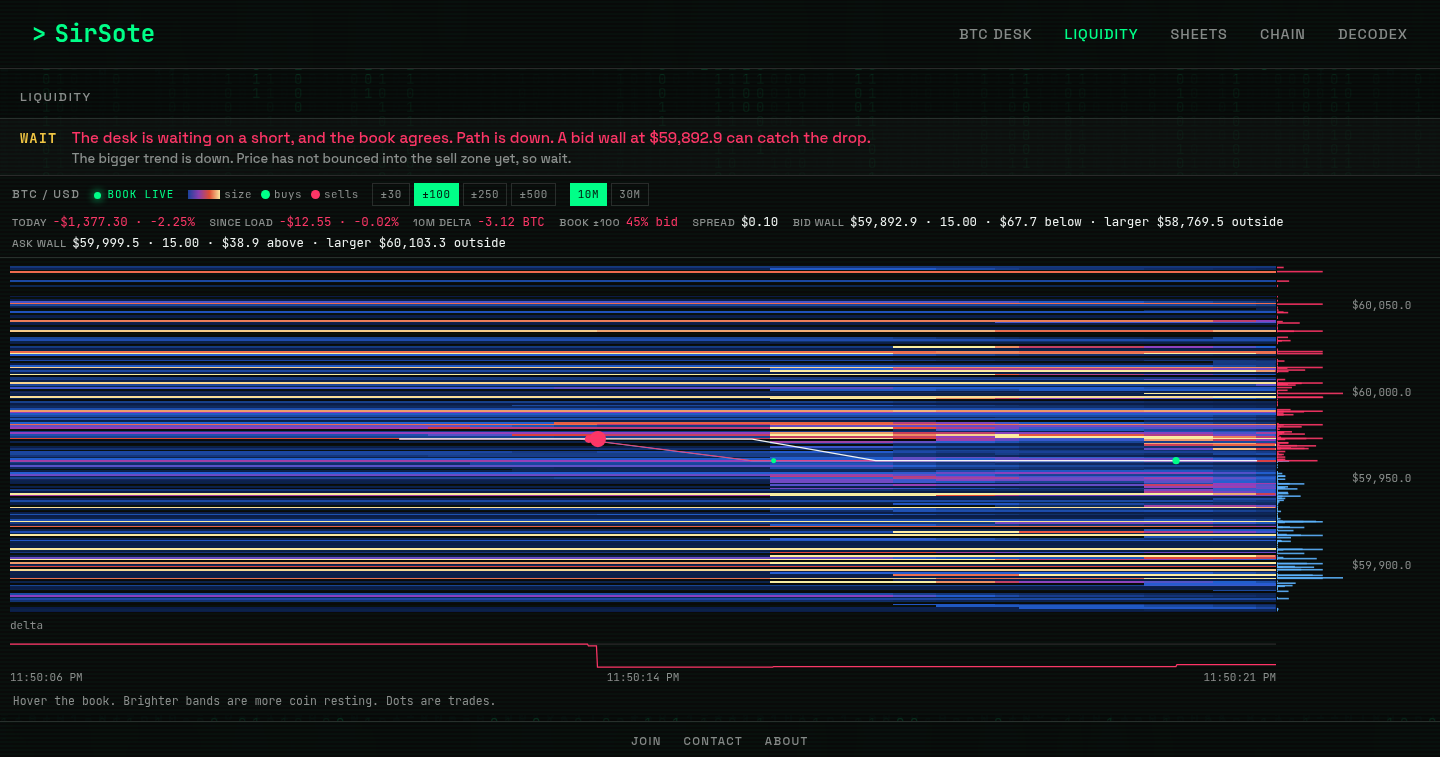 > SirSote
BTC DESK LIQUIDITY SHEETS CHAIN DECODEX
LIQUIDITY
WAIT The desk is waiting on a short, and the book agrees. Path is down. A bid wall at $59,892.9 can catch the drop.
The bigger trend is down. Price has not bounced into the sell zone yet, so wait.
BTC / USD BOOK LIVE size buys sells ±30 ±100 ±250 ±500 10M 30M
TODAY -$1,377.30 · -2.25% SINCE LOAD -$12.55 · -0.02% 10M DELTA -3.12 BTC BOOK ±100 45% bid SPREAD $0.10 BID WALL $59,892.9 · 15.00 · $67.7 below · larger $58,769.5 outside
ASK WALL $59,999.5 · 15.00 · $38.9 above · larger $60,103.3 outside
$60,050.0
$60,000.0
$59,950.0
$59,900.0
delta
11:50:06 PM 11:50:14 PM 11:50:21 PM
Hover the book. Brighter bands are more coin resting. Dots are trades.
JOIN CONTACT ABOUT